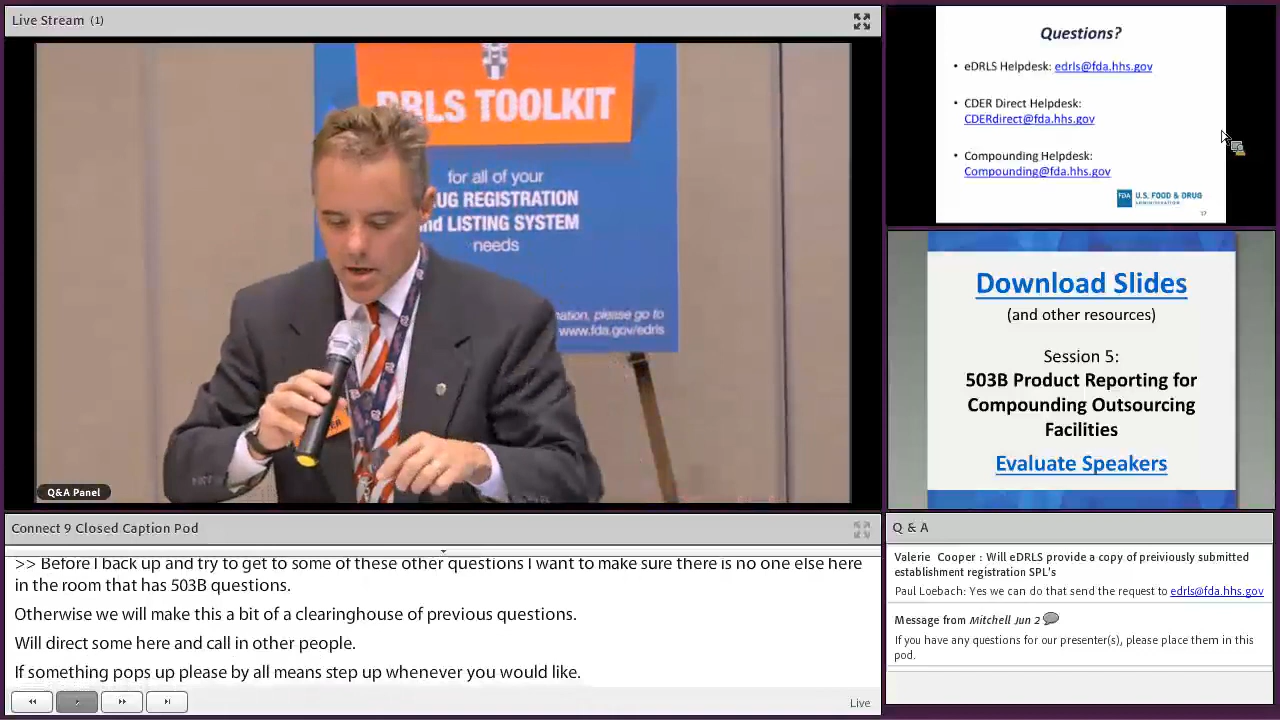 Live Stream (1)
DRLS TOOLKIT
for all of your
UG REGISTRATION
nd LISTING SYSTEM
needs
ation, please go to
www.fda.gov/edrls
Q&A Panel
Questions?
• eDRLS Helpdesk: edrls@fda.hhs.gov
• CDER Direct Helpdesk:
CDERdirect@fda.hhs.gov
• Compounding Helpdesk:
Compounding@fda.hhs.gov
FDA U.S. FOOD & DRUG
ADMINISTRATION
17
Download Slides
(and other resources)
Session 5:
503B Product Reporting for
Compounding Outsourcing
Facilities
Evaluate Speakers
Connect 9 Closed Caption Pod
>> Before I back up and try to get to some of these other questions I want to make sure there is no one else here
in the room that has 503B questions.
Otherwise we will make this a bit of a clearinghouse of previous questions.
Will direct some here and call in other people.
If something pops up please by all means step up whenever you would like.
Live
Q & A
Valerie Cooper : Will eDRLS provide a copy of preiviously submitted
establishment registration SPL's
Paul Loebach: Yes we can do that send the request to edrls@fda.hhs.gov
Message from Mitchell Jun 2
If you have any questions for our presenter(s), please place them in this
pod.